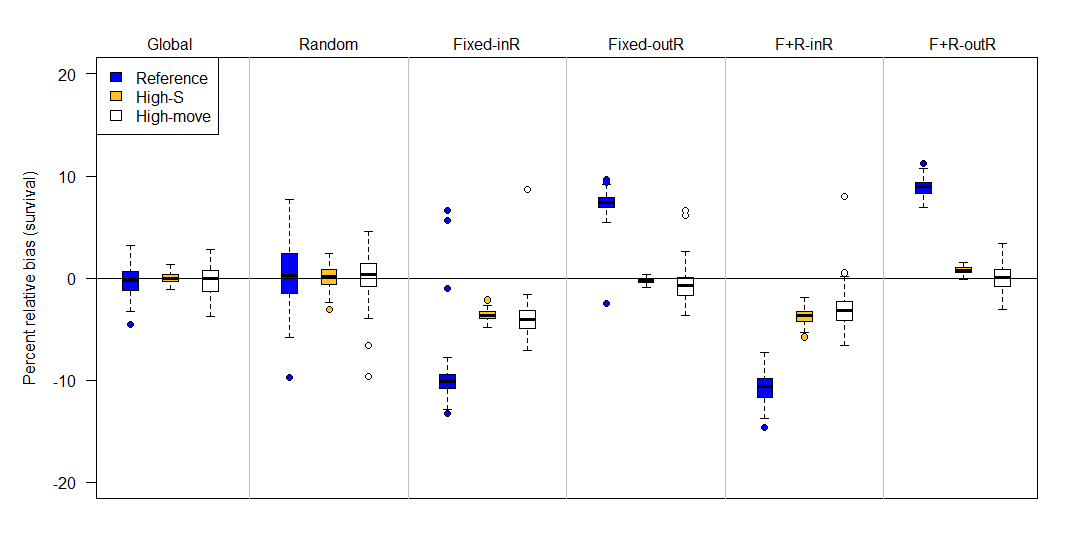 Global Random Fixed-inR Fixed-outR F+R-inR F+R-outR
Reference
High-S
High-move
Percent relative bias (survival)
20
10
0
-10
-20